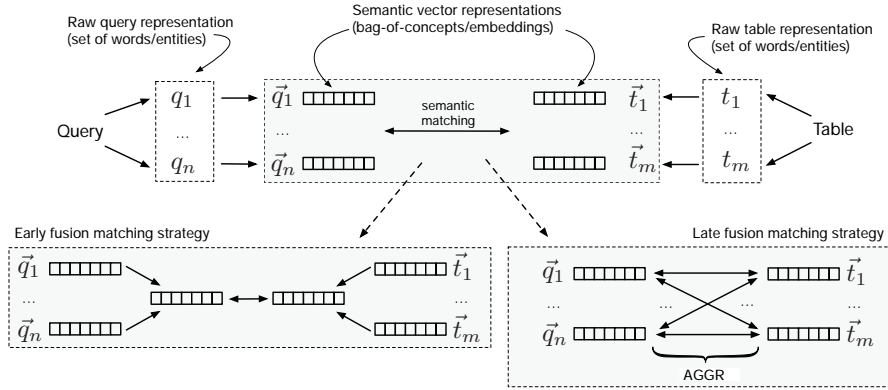 Raw query representation
(set of words/entities)
Semantic vector representations
(bag-of-concepts/embeddings)
Raw table representation
(set of words/entities)
Query
q₁
...
qₙ
q⃗₁
...
q⃗ₙ
semantic
matching
t⃗₁
...
t⃗ₘ
t₁
...
tₘ
Table
Early fusion matching strategy
q⃗₁
...
q⃗ₙ
t⃗₁
...
t⃗ₘ
Late fusion matching strategy
q⃗₁
...
q⃗ₙ
...
...
t⃗₁
...
t⃗ₘ
AGGR